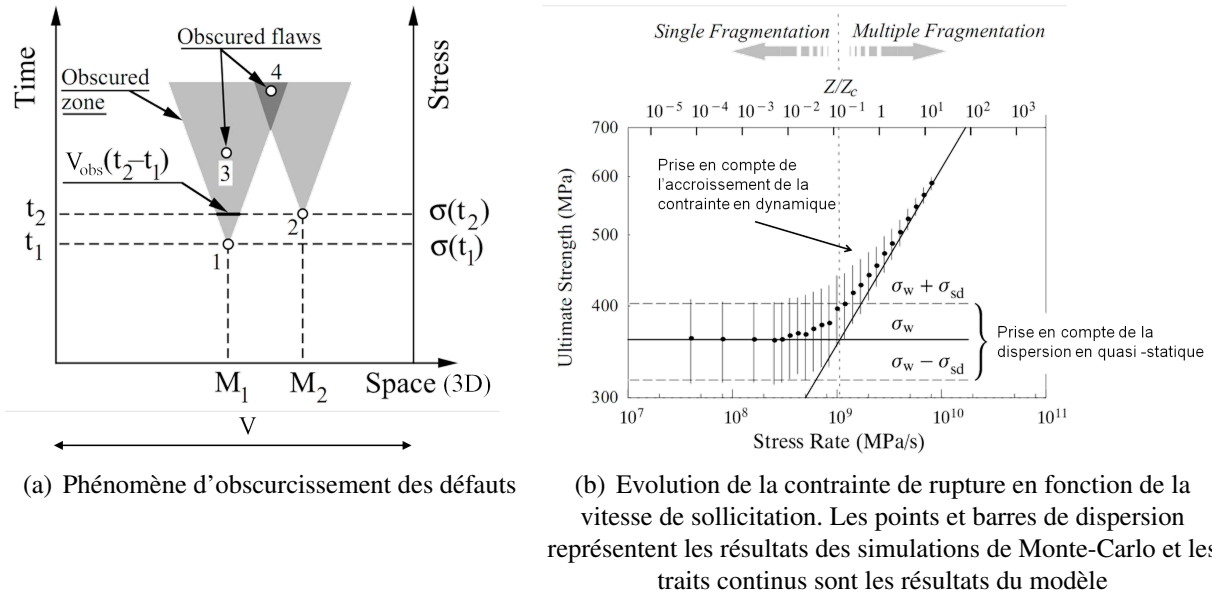 Time
Stress
Obscured flaws
Obscured
zone
4
3
V_obs(t_2–t_1)
t_2
2
σ(t_2)
t_1
1
σ(t_1)
M_1
M_2
Space (3D)
V
(a) Phénomène d'obscurcissement des défauts
Single Fragmentation
Multiple Fragmentation
Z/Z_c
10^-5 10^-4 10^-3 10^-2 10^-1 1 10^1 10^2 10^3
700
600
500
400
300
Ultimate Strength (MPa)
Prise en compte de
l'accroissement de la
contrainte en dynamique
σ_w + σ_sd
σ_w
σ_w − σ_sd
Prise en compte de la
dispersion en quasi -statique
10^7 10^8 10^9 10^10 10^11
Stress Rate (MPa/s)
(b) Evolution de la contrainte de rupture en fonction de la
vitesse de sollicitation. Les points et barres de dispersion
représentent les résultats des simulations de Monte-Carlo et les
traits continus sont les résultats du modèle